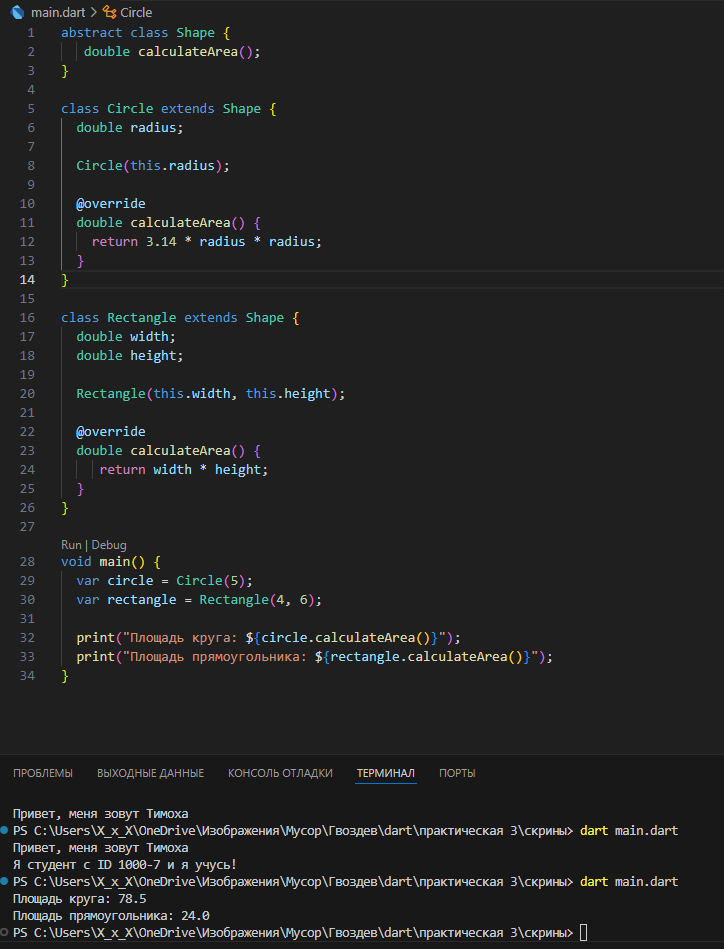 main.dart > Circle
1 abstract class Shape {
2 double calculateArea();
3 }
4
5 class Circle extends Shape {
6 double radius;
7
8 Circle(this.radius);
9
10 @override
11 double calculateArea() {
12 return 3.14 * radius * radius;
13 }
14 }
15
16 class Rectangle extends Shape {
17 double width;
18 double height;
19
20 Rectangle(this.width, this.height);
21
22 @override
23 double calculateArea() {
24 return width * height;
25 }
26 }
27
Run | Debug
28 void main() {
29 var circle = Circle(5);
30 var rectangle = Rectangle(4, 6);
31
32 print("Площадь круга: ${circle.calculateArea()}");
33 print("Площадь прямоугольника: ${rectangle.calculateArea()}");
34 }
ПРОБЛЕМЫ ВЫХОДНЫЕ ДАННЫЕ КОНСОЛЬ ОТЛАДКИ ТЕРМИНАЛ ПОРТЫ
Привет, меня зовут Тимоха
PS C:\Users\X_x_X\OneDrive\Изображения\Мусор\Гвоздев\dart\практическая 3\скрины> dart main.dart
Привет, меня зовут Тимоха
Я студент с ID 1000-7 и я учусь!
PS C:\Users\X_x_X\OneDrive\Изображения\Мусор\Гвоздев\dart\практическая 3\скрины> dart main.dart
Площадь круга: 78.5
Площадь прямоугольника: 24.0
PS C:\Users\X_x_X\OneDrive\Изображения\Мусор\Гвоздев\dart\практическая 3\скрины>